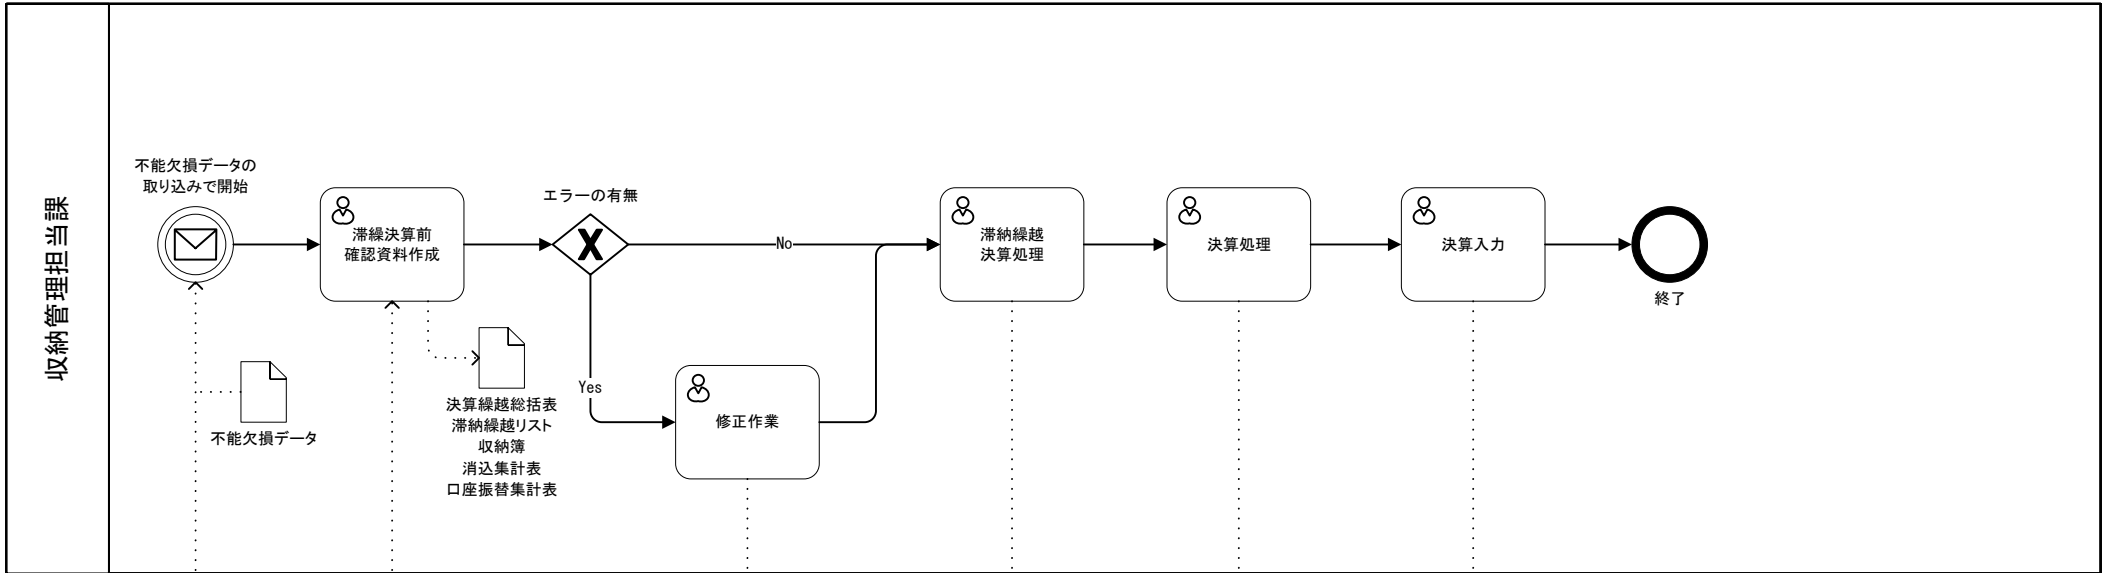 収納管理担当課
不能欠損データの
取り込みで開始
滞繰決算前
確認資料作成
エラーの有無
No
Yes
滞納繰越
決算処理
決算処理
決算入力
終了
不能欠損データ
決算繰越総括表
滞納繰越リスト
収納簿
消込集計表
口座振替集計表
修正作業